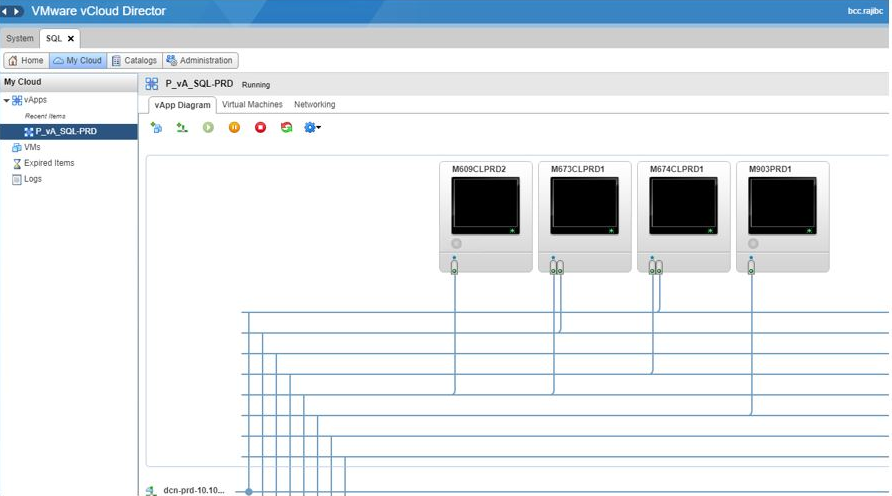 VMware vCloud Director
bcc.rajibc
System
SQL
Home
My Cloud
Catalogs
Administration
My Cloud
vApps
Recent Items
P_vA_SQL-PRD
VMs
Expired Items
Logs
P_vA_SQL-PRD Running
vApp Diagram
Virtual Machines
Networking
M609CLPRD2
M673CLPRD1
M674CLPRD1
M903PRD1
dcn-prd-10.10...